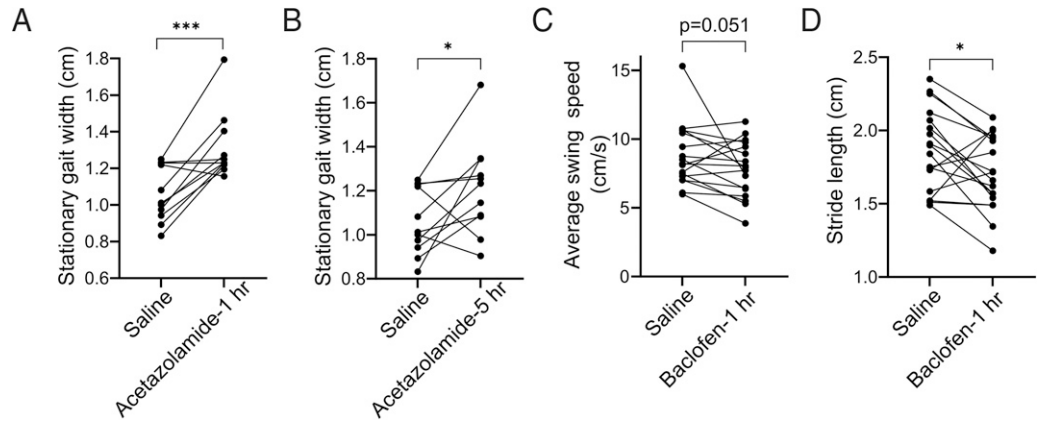 A
***
Stationary gait width (cm)
1.8
1.6
1.4
1.2
1.0
0.8
0.6
Saline
Acetazolamide-1 hr
B
*
Stationary gait width (cm)
1.8
1.6
1.4
1.2
1.0
0.8
Saline
Acetazolamide-5 hr
C
p=0.051
Average swing speed
(cm/s)
15
10
5
0
Saline
Baclofen-1 hr
D
*
Stride length (cm)
2.5
2.0
1.5
1.0
Saline
Baclofen-1 hr